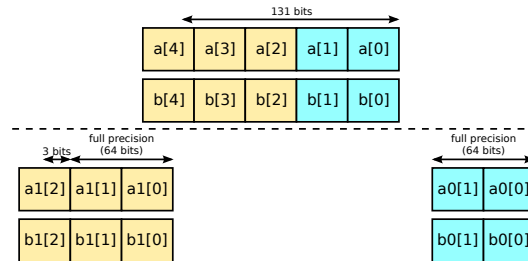 131 bits
a[4] a[3] a[2] a[1] a[0]
b[4] b[3] b[2] b[1] b[0]
full precision full precision
3 bits (64 bits) (64 bits)
a1[2] a1[1] a1[0] a0[1] a0[0]
b1[2] b1[1] b1[0] b0[1] b0[0]